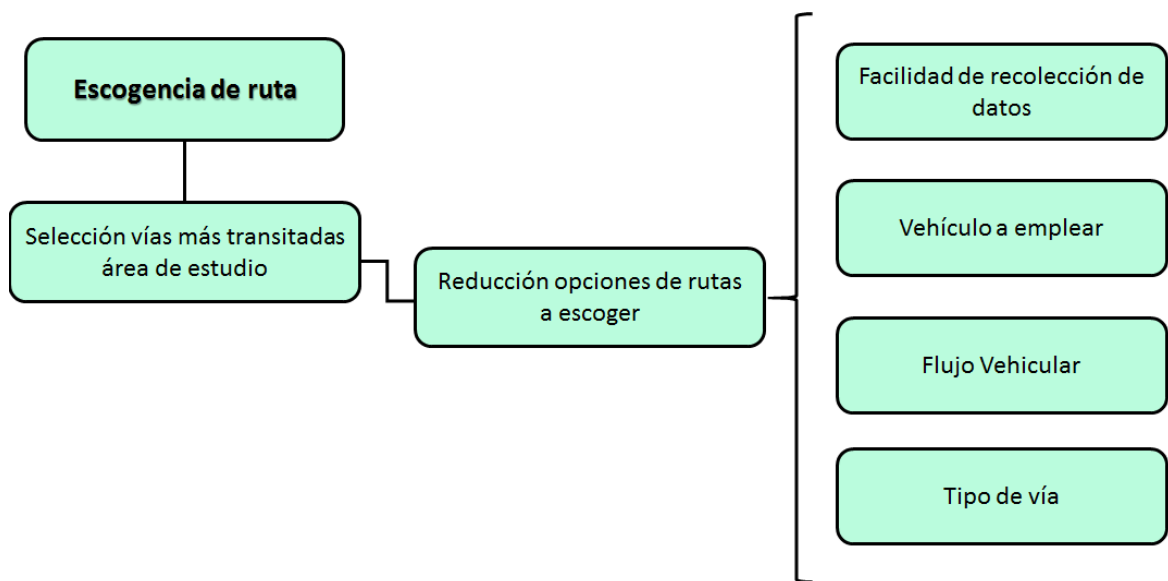 Escogencia de ruta
Selección vías más transitadas
área de estudio
Reducción opciones de rutas
a escoger
Facilidad de recolección de
datos
Vehículo a emplear
Flujo Vehicular
Tipo de vía